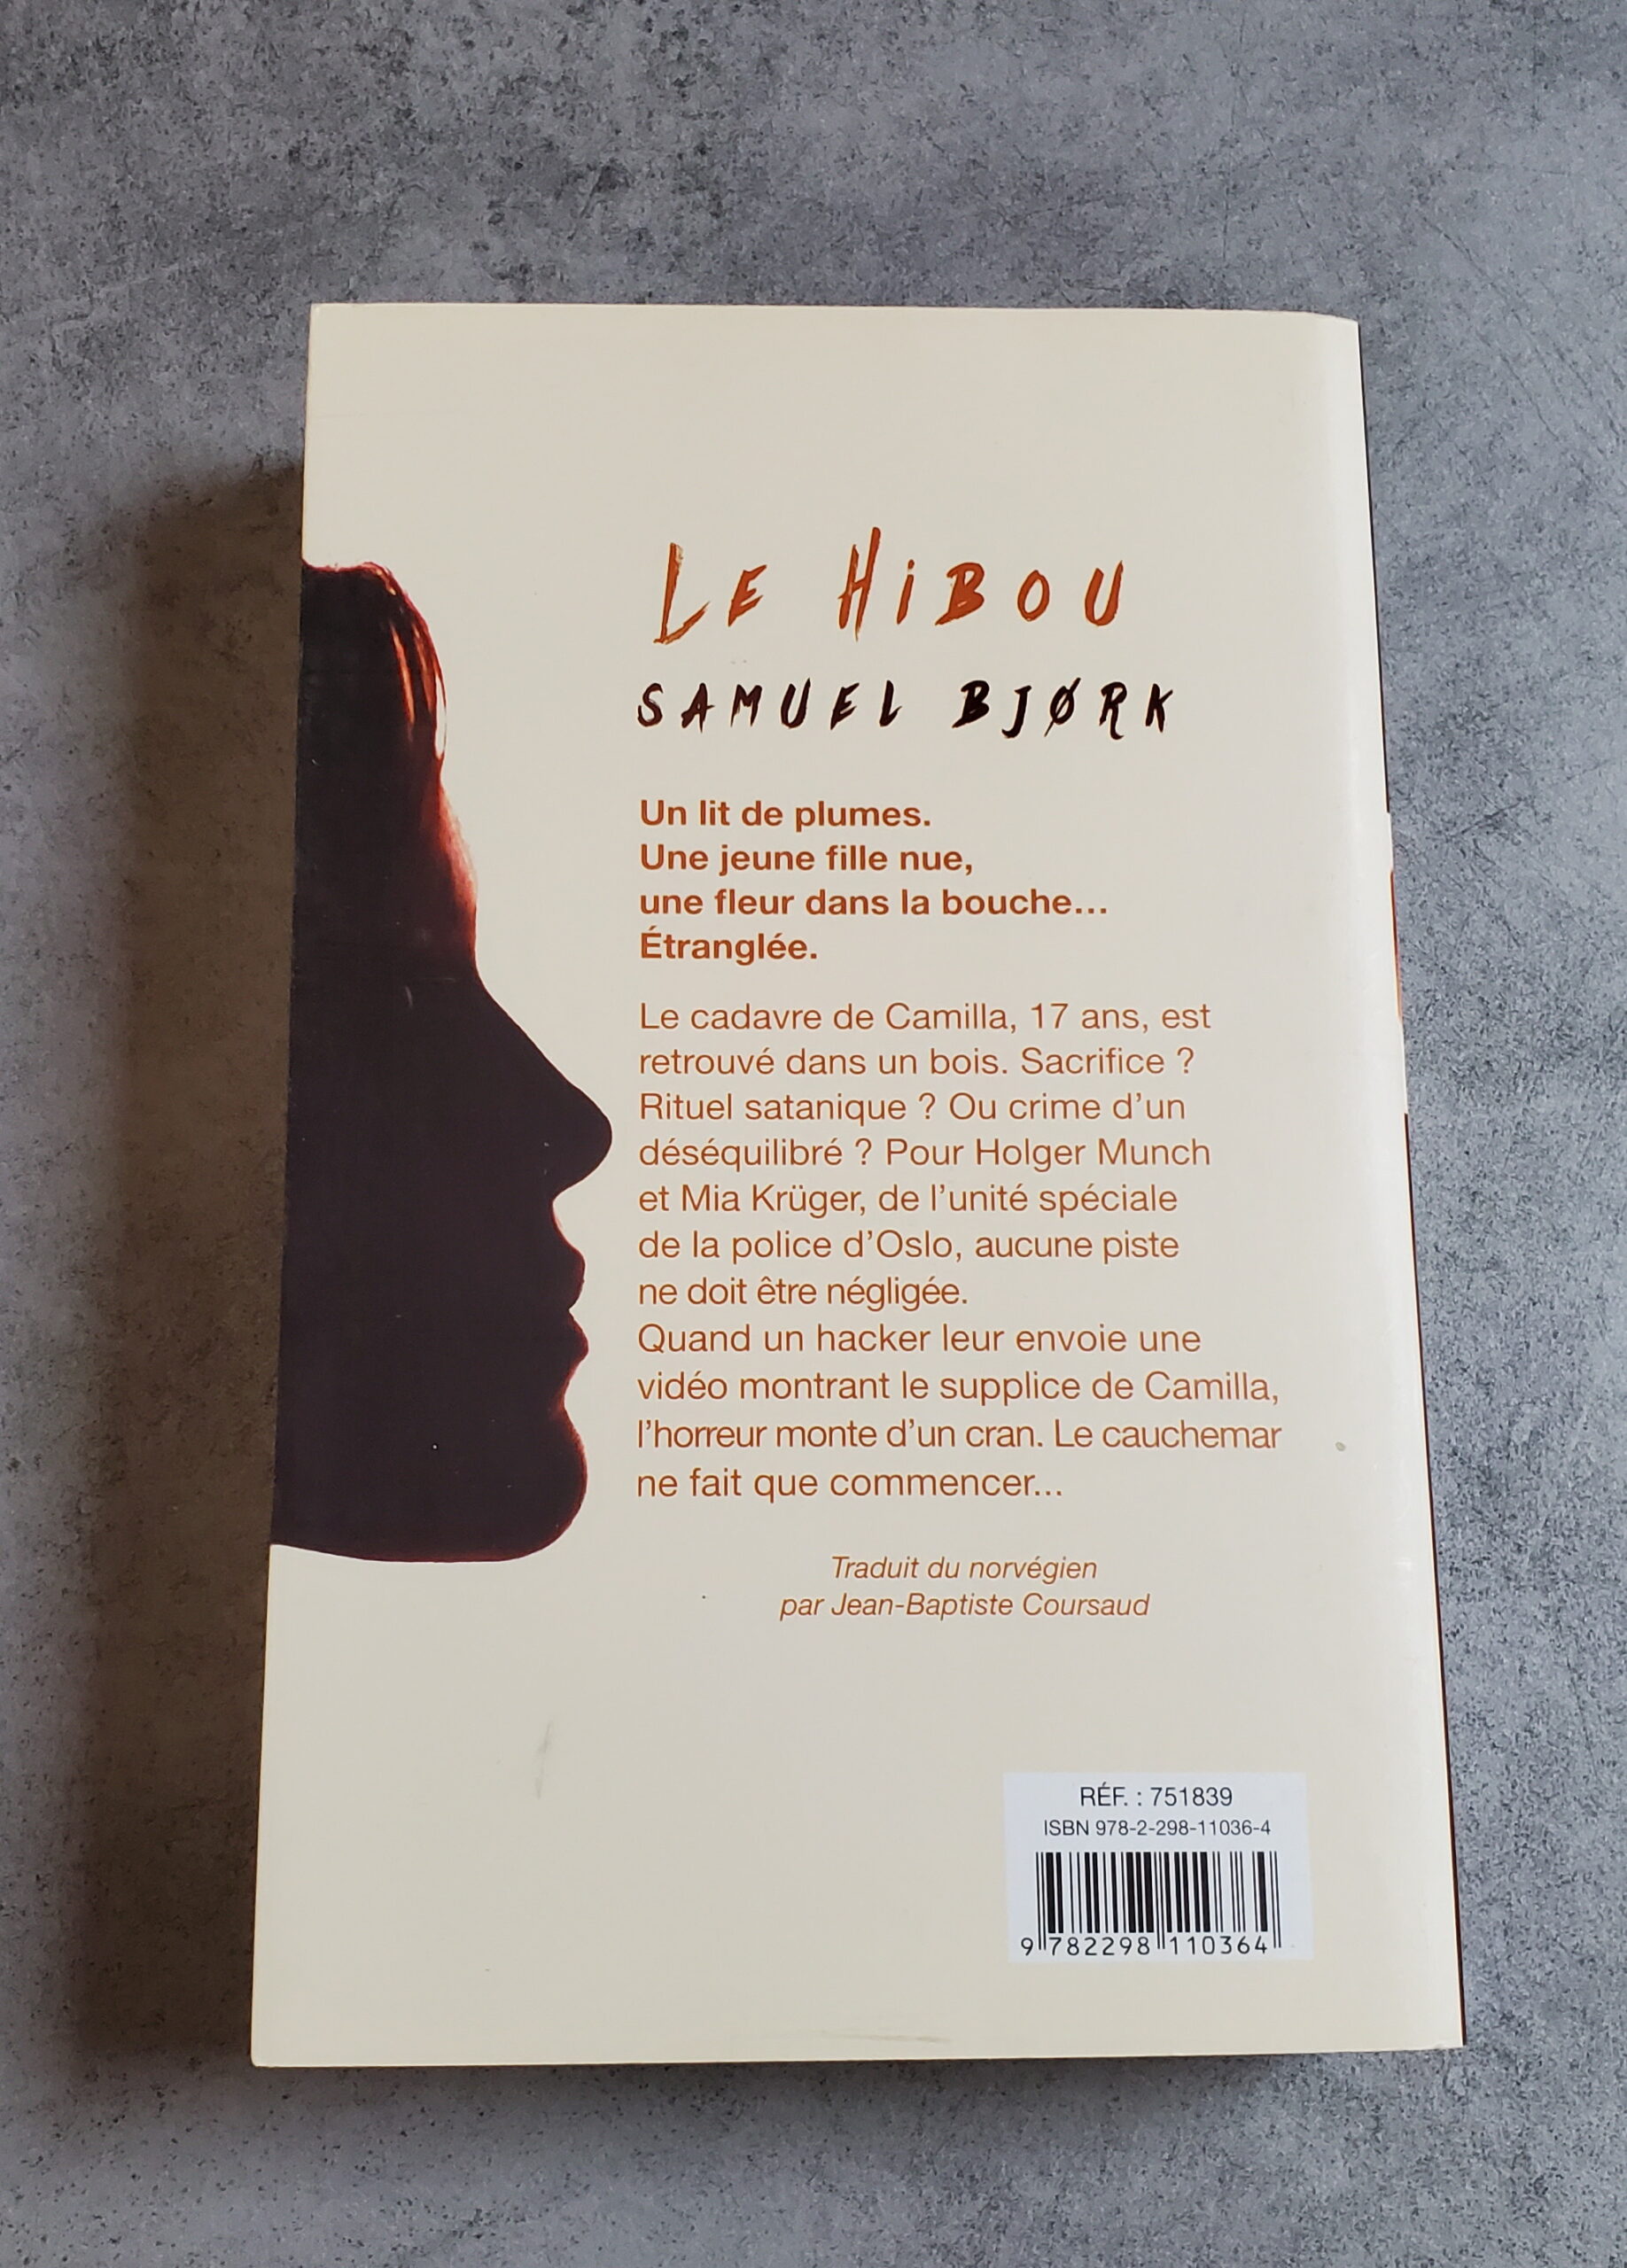 LE HiBOU
SAMUEL BJØRK
Un lit de plumes.
Une jeune fille nue,
une fleur dans la bouche...
Étranglée.
Le cadavre de Camilla, 17 ans, est
retrouvé dans un bois. Sacrifice ?
Rituel satanique ? Ou crime d’un
déséquilibré ? Pour Holger Munch
et Mia Krüger, de l’unité spéciale
de la police d’Oslo, aucune piste
ne doit être négligée.
Quand un hacker leur envoie une
vidéo montrant le supplice de Camilla,
l’horreur monte d’un cran. Le cauchemar
ne fait que commencer...
Traduit du norvégien
par Jean-Baptiste Coursaud
RÉF. : 751839
ISBN 978-2-298-11036-4
9 782298 110364